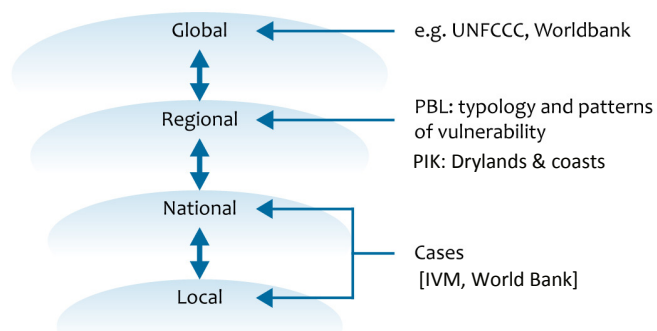 Global
e.g. UNFCCC, Worldbank
Regional
PBL: typology and patterns
of vulnerability
PIK: Drylands & coasts
National
Cases
[IVM, World Bank]
Local